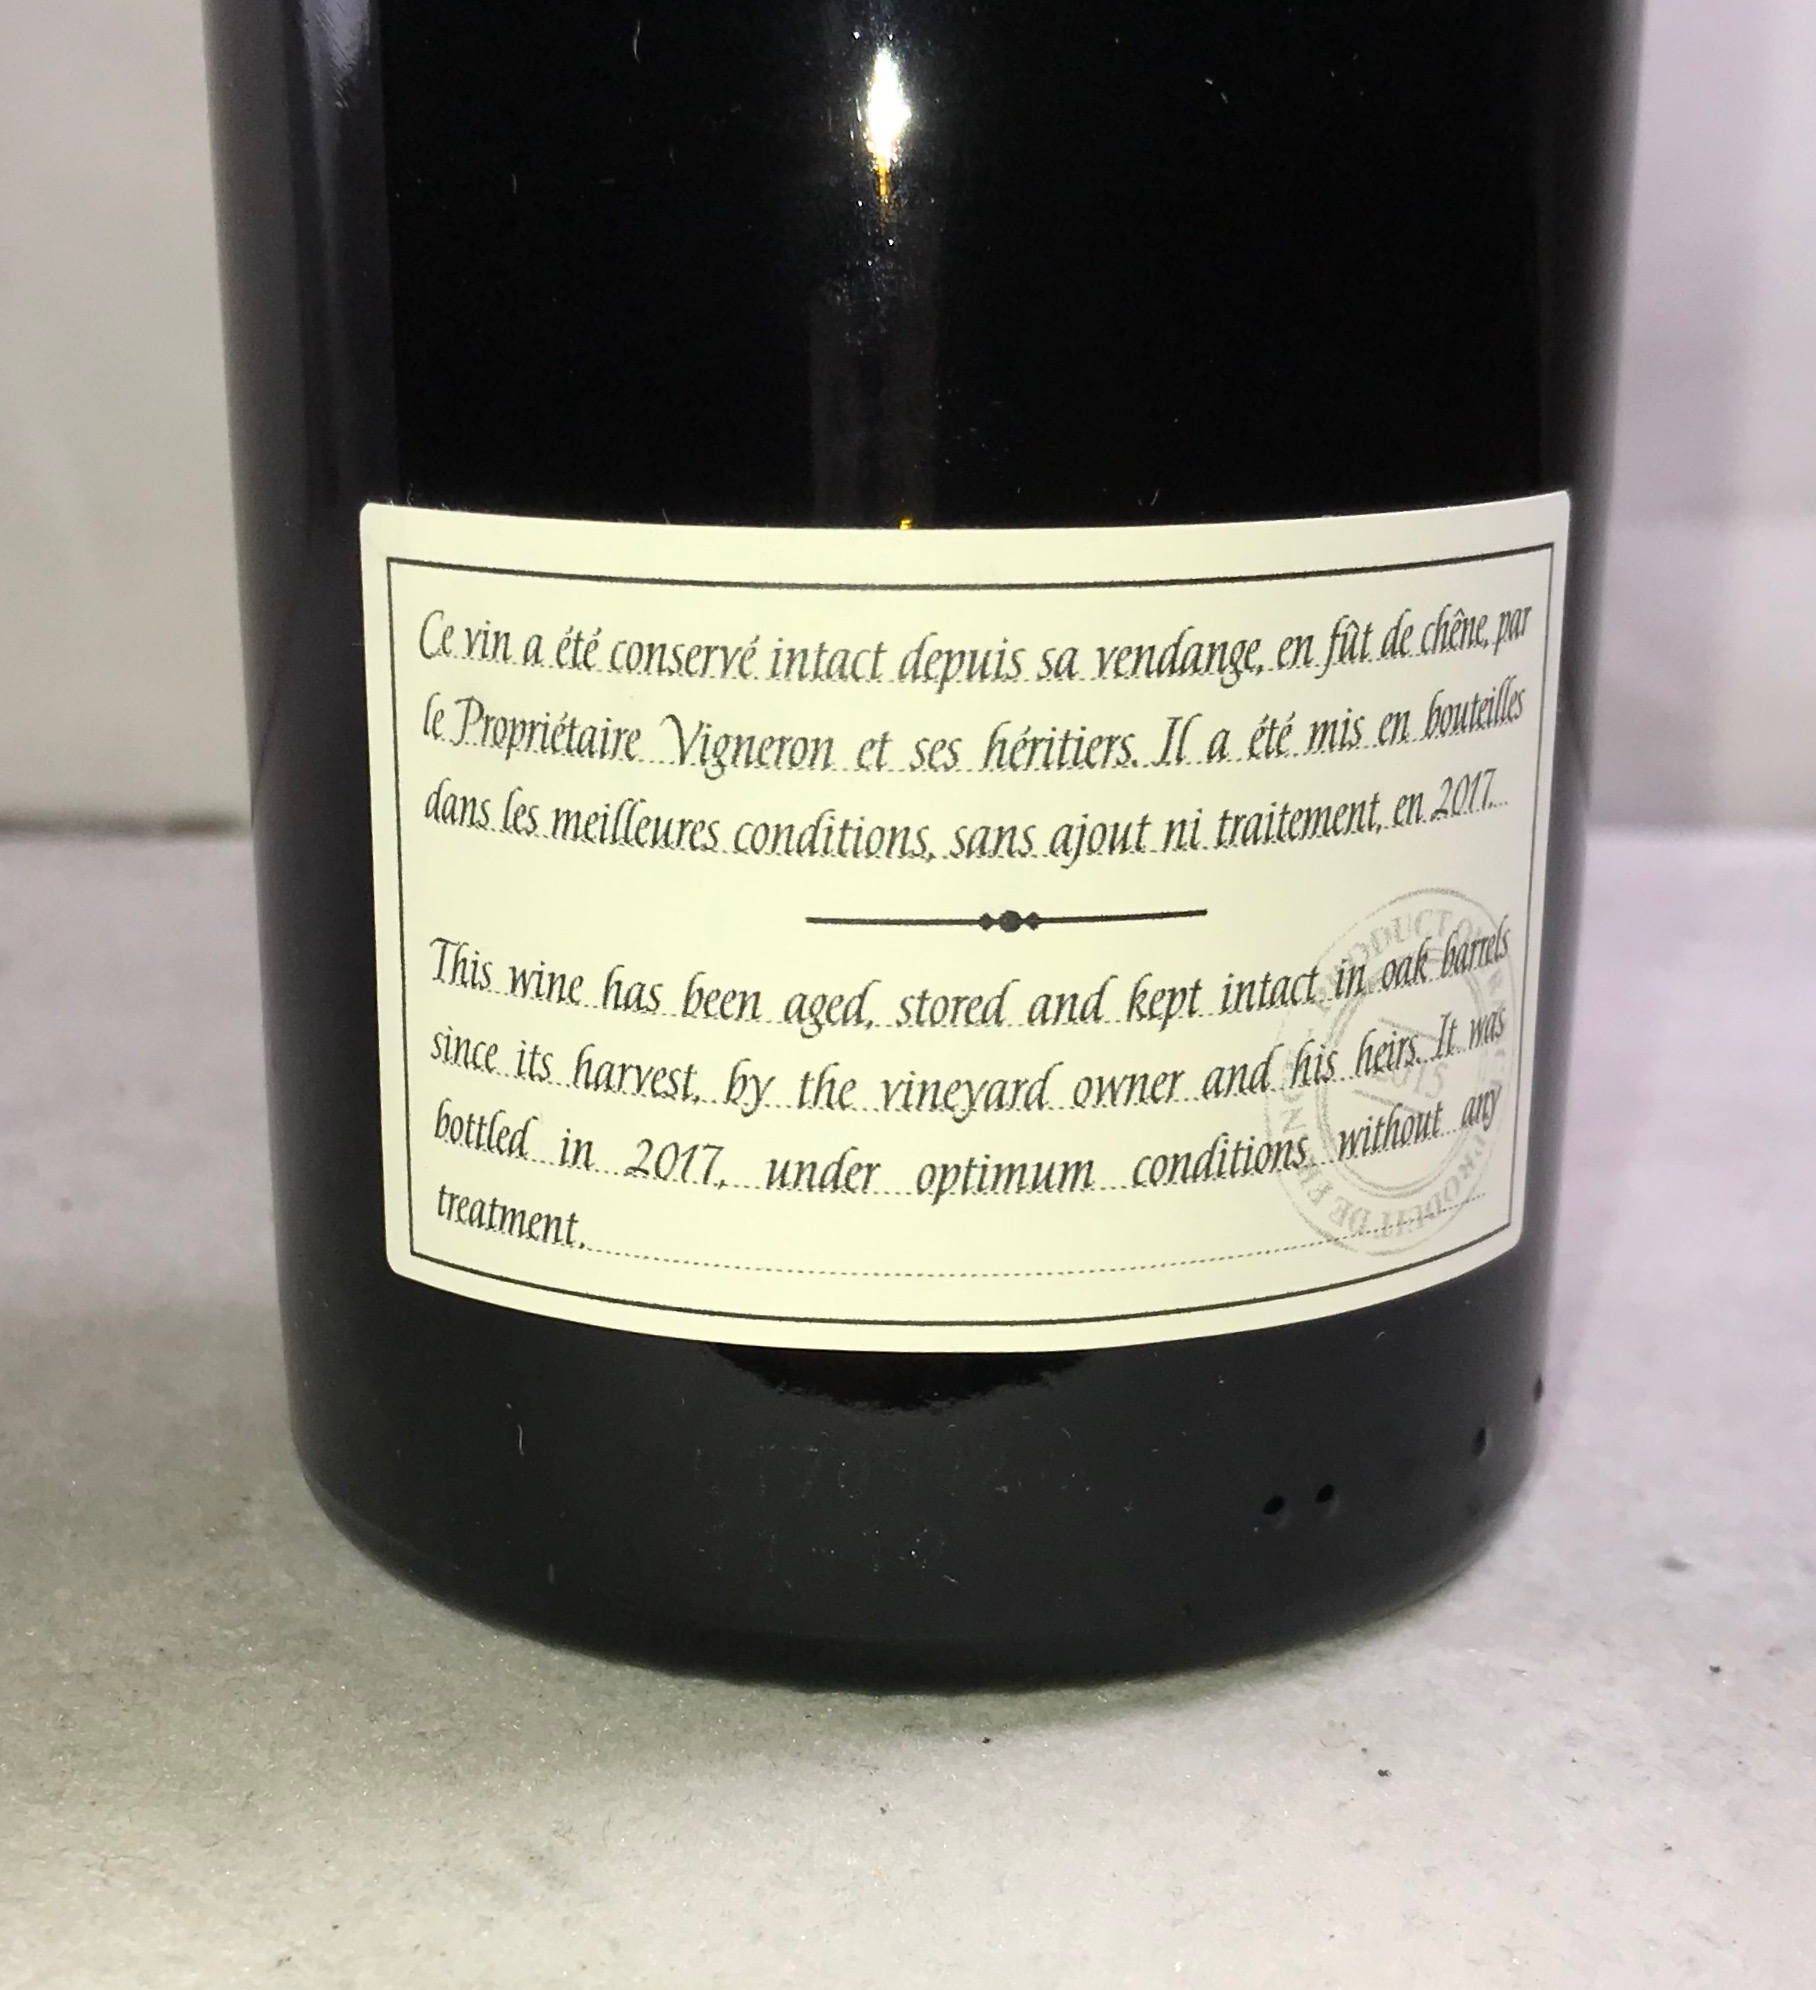 Ce vin a été conservé intact depuis sa vendange, en fût de chêne, par
le Propriétaire Vigneron et ses héritiers. Il a été mis en bouteilles
dans les meilleures conditions, sans ajout ni traitement, en 2017.
This wine has been aged, stored and kept intact in oak barrels
since its harvest, by the vineyard owner and his heirs. It was
bottled in 2017, under optimum conditions without any
treatment.
PRODUIT DE
2015